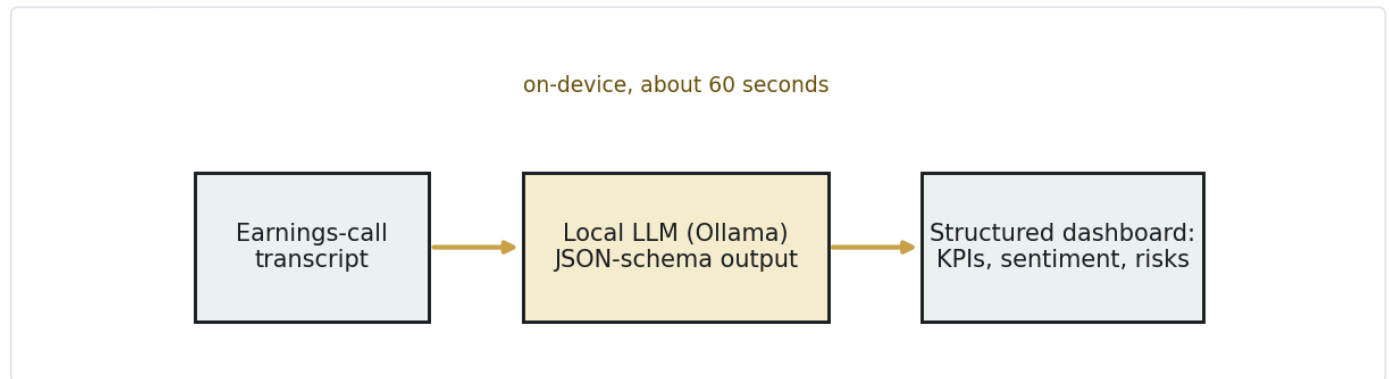 on-device, about 60 seconds
Earnings-call
transcript
Local LLM (Ollama)
JSON-schema output
Structured dashboard:
KPIs, sentiment, risks